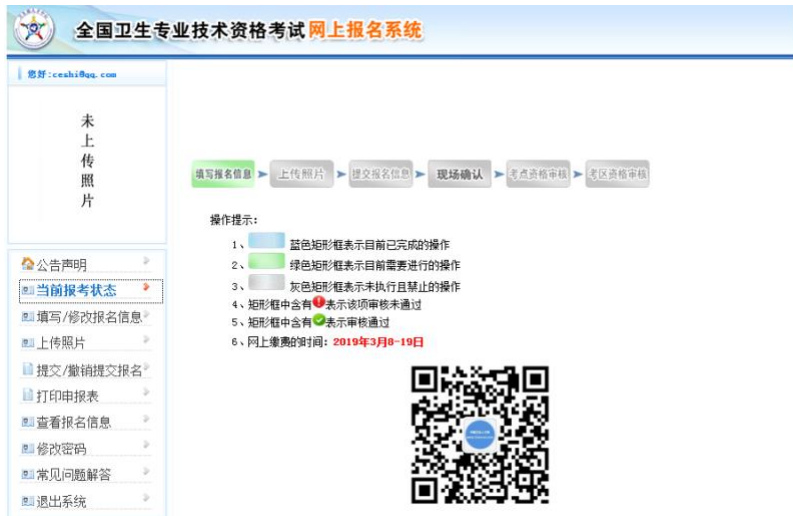 全国卫生专业技术资格考试 网上报名系统
您好:ceshi@qq.com
未
上
传
照
片
填写报名信息
上传照片
提交报名信息
现场确认
考点资格审核
考区资格审核
操作提示:
1、 蓝色矩形框表示目前已完成的操作
2、 绿色矩形框表示目前需要进行的操作
3、 灰色矩形框表示未执行且禁止的操作
4、矩形框中含有表示该项审核未通过
5、矩形框中含有表示审核通过
6、网上缴费的时间:2019年3月8-19日
公告声明
当前报考状态
填写/修改报名信息
上传照片
提交/撤销提交报名
打印申报表
查看报名信息
修改密码
常见问题解答
退出系统